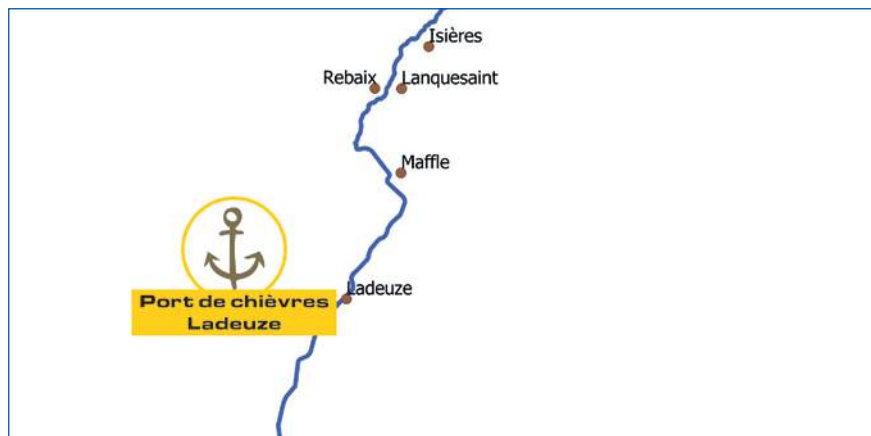 Isières
Rebaix
Lanquesaint
Maffle
Ladeuze
Port de chièvres
Ladeuze